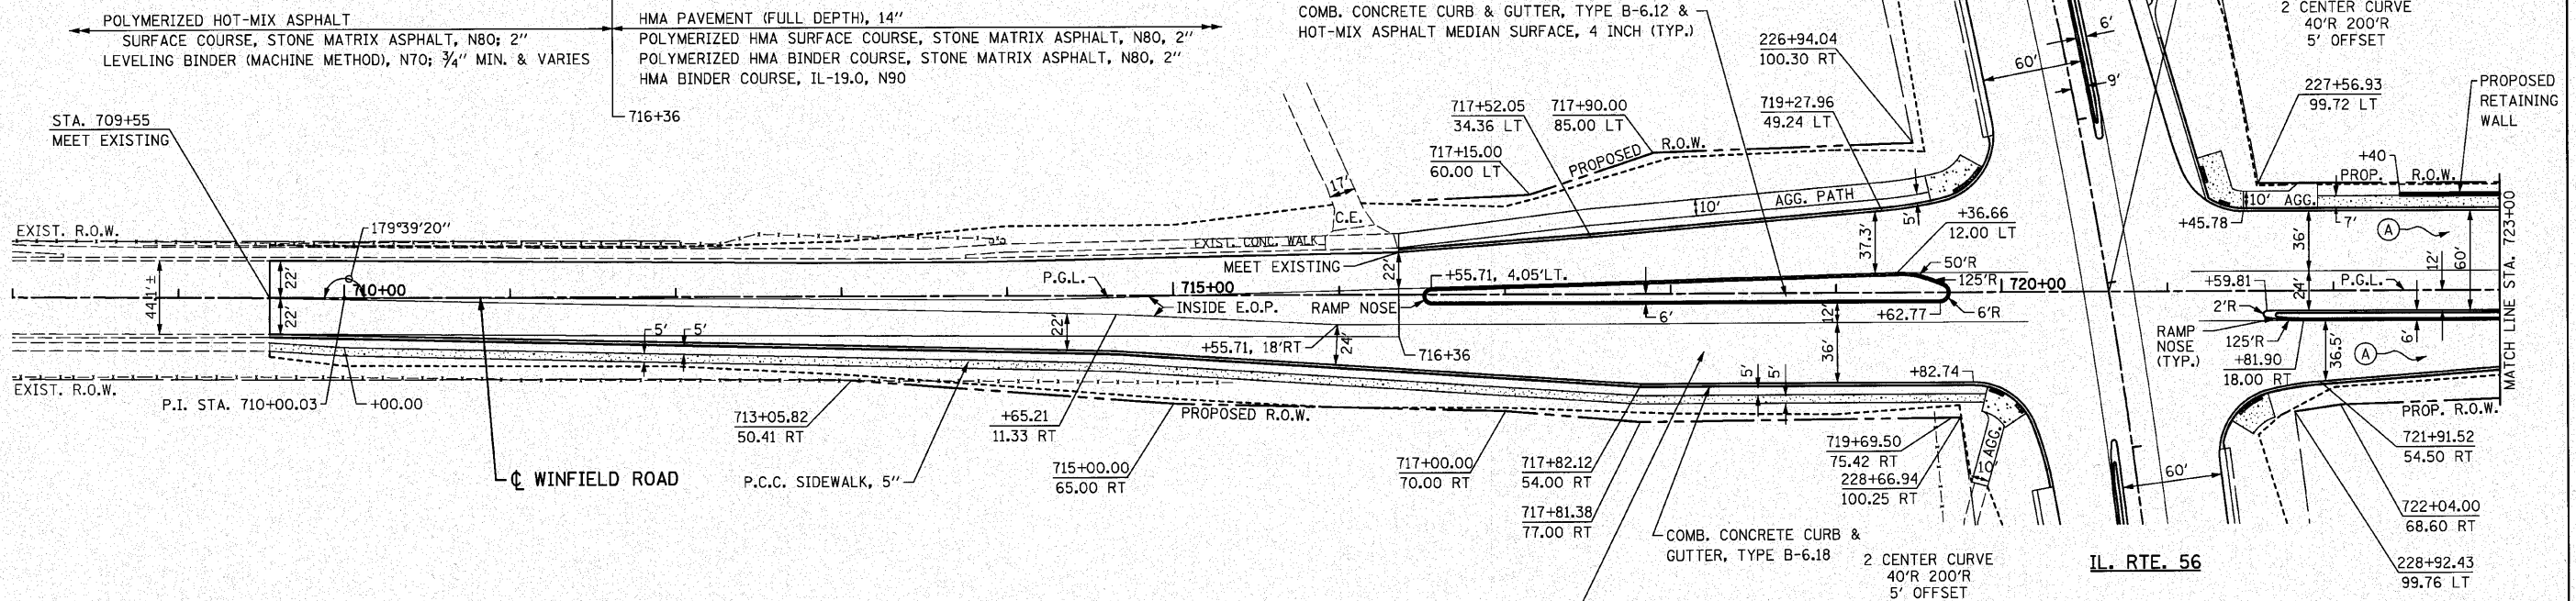 POLYMERIZED HOT-MIX ASPHALT
SURFACE COURSE, STONE MATRIX ASPHALT, N80; 2"
LEVELING BINDER (MACHINE METHOD), N70; ¾" MIN. & VARIES
HMA PAVEMENT (FULL DEPTH), 14"
POLYMERIZED HMA SURFACE COURSE, STONE MATRIX ASPHALT, N80, 2"
POLYMERIZED HMA BINDER COURSE, STONE MATRIX ASPHALT, N80, 2"
HMA BINDER COURSE, IL-19.0, N90
716+36
COMB. CONCRETE CURB & GUTTER, TYPE B-6.12 &
HOT-MIX ASPHALT MEDIAN SURFACE, 4 INCH (TYP.)
226+94.04
100.30 RT
60'
6'
9'
2 CENTER CURVE
40'R 200'R
5' OFFSET
227+56.93
99.72 LT
PROPOSED
RETAINING
WALL
STA. 709+55
MEET EXISTING
717+52.05
34.36 LT
717+90.00
85.00 LT
719+27.96
49.24 LT
717+15.00
60.00 LT
PROPOSED R.O.W.
+40
PROP. R.O.W.
17'
C.E.
10'
AGG. PATH
5'
+36.66
12.00 LT
10' AGG.
+45.78
7'
A
EXIST. R.O.W.
179°39'20"
EXIST. CONC. WALK
MEET EXISTING
22'
37.3'
36'
12'
60'
44.1' ±
22'
22'
710+00
P.G.L.
715+00
INSIDE E.O.P.
RAMP NOSE
+55.71, 4.05'LT.
50'R
125'R
720+00
+59.81
24'
P.G.L.
MATCH LINE STA. 723+00
6'
12'
+62.77
6'R
2'R
RAMP
NOSE
(TYP.)
125'R
+81.90
18.00 RT
36.5'
6'
A
5'
5'
22'
+55.71, 18'RT
24'
716+36
36'
5'
5'
+82.74
EXIST. R.O.W.
P.I. STA. 710+00.03
+00.00
713+05.82
50.41 RT
+65.21
11.33 RT
PROPOSED R.O.W.
PROP. R.O.W.
℄ WINFIELD ROAD
P.C.C. SIDEWALK, 5"
715+00.00
65.00 RT
717+00.00
70.00 RT
717+82.12
54.00 RT
717+81.38
77.00 RT
719+69.50
75.42 RT
228+66.94
100.25 RT
AGG.
10'
60'
721+91.52
54.50 RT
722+04.00
68.60 RT
COMB. CONCRETE CURB &
GUTTER, TYPE B-6.18
2 CENTER CURVE
40'R 200'R
5' OFFSET
IL. RTE. 56
228+92.43
99.76 LT